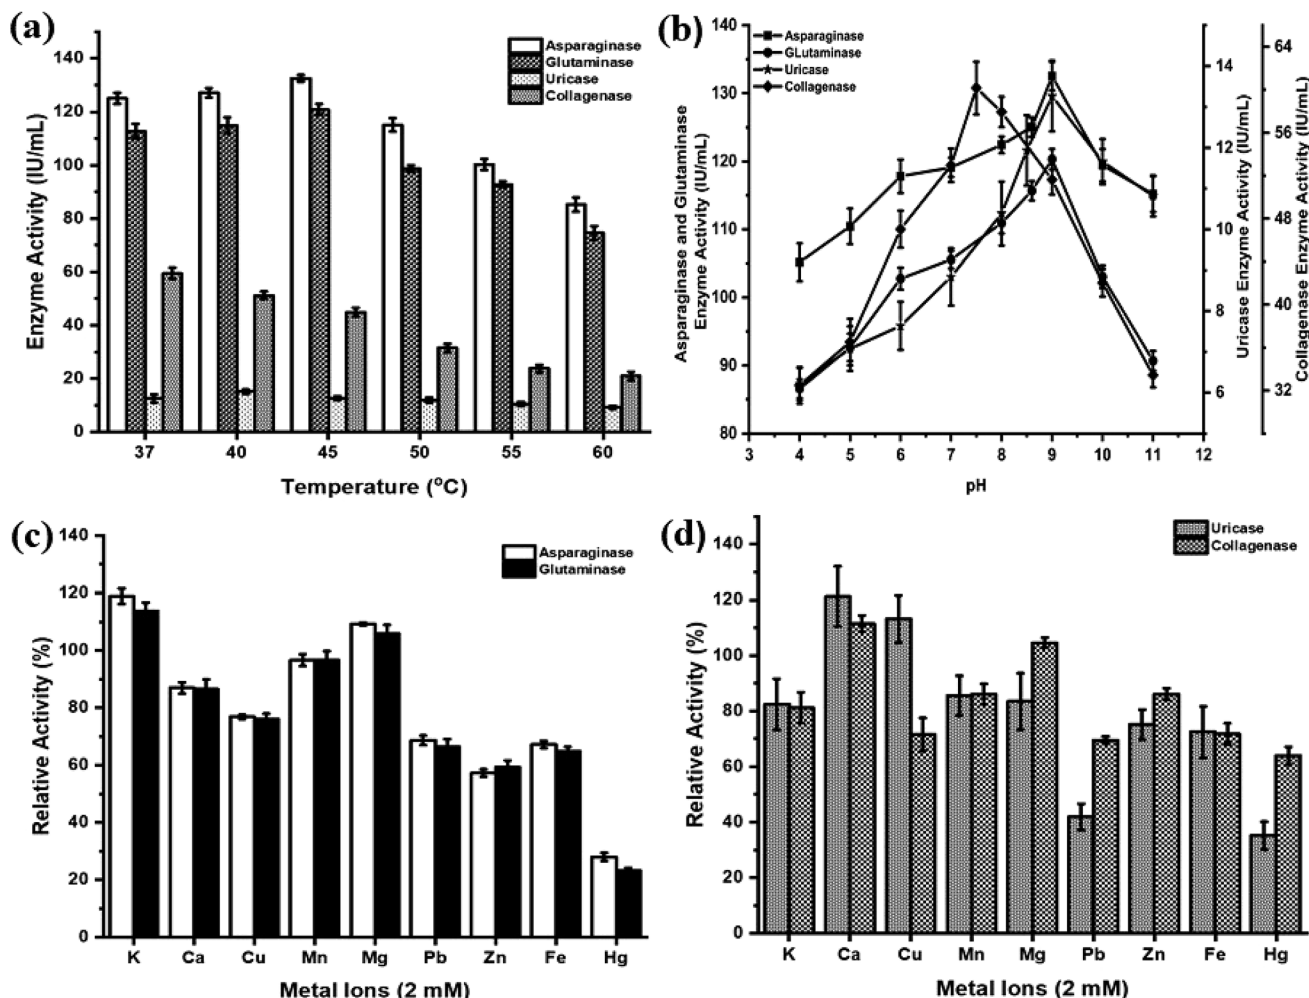 (a)
Asparaginase
Glutaminase
Uricase
Collagenase
Enzyme Activity (IU/mL)
140
120
100
80
60
40
20
0
37 40 45 50 55 60
Temperature (°C)
(b)
Asparaginase
GLutaminase
Uricase
Collagenase
Asparaginase and Glutaminase
Enzyme Activity (IU/mL)
140
130
120
110
100
90
80
3 4 5 6 7 8 9 10 11 12
pH
14
12
10
8
6
Uricase Enzyme Activity (IU/mL)
64
56
48
40
32
Collagenase Enzyme Activity (IU/mL)
(c)
Asparaginase
Glutaminase
Relative Activity (%)
140
120
100
80
60
40
20
0
K Ca Cu Mn Mg Pb Zn Fe Hg
Metal Ions (2 mM)
(d)
Uricase
Collagenase
Relative Activity (%)
140
120
100
80
60
40
20
0
K Ca Cu Mn Mg Pb Zn Fe Hg
Metal Ions (2 mM)